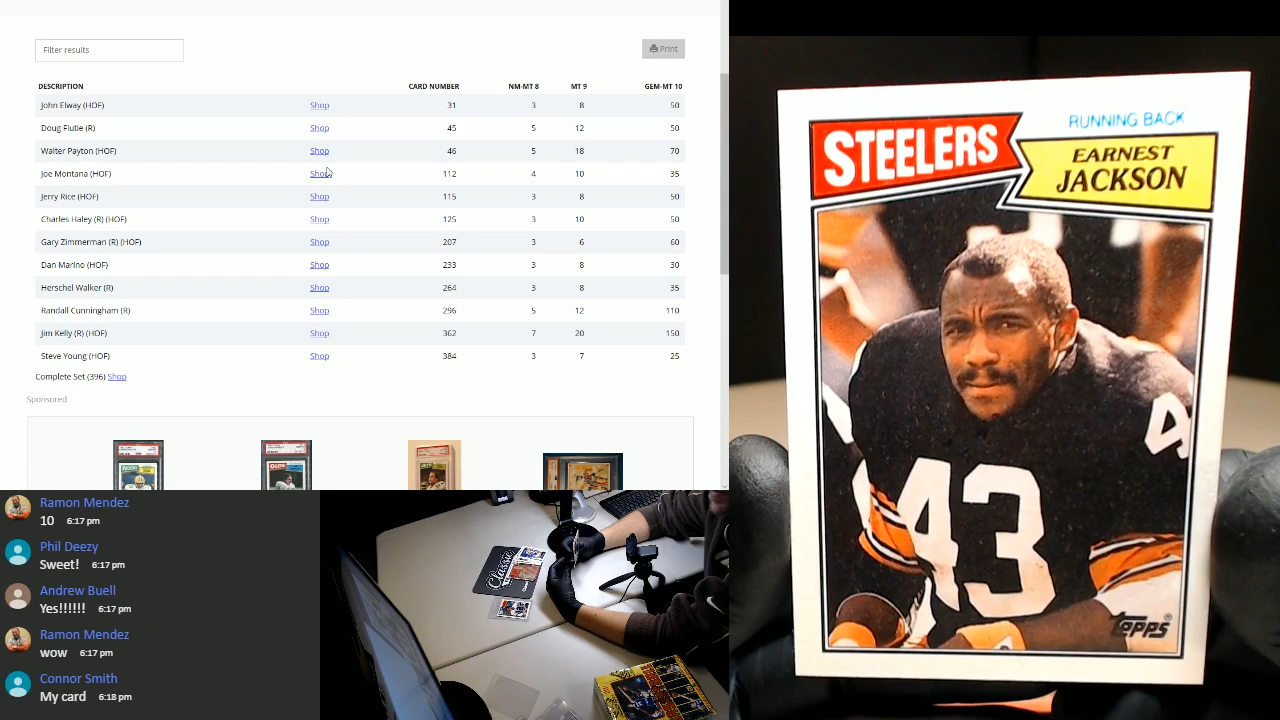 Filter results
Print
DESCRIPTION CARD NUMBER NM-MT 8 MT 9 GEM-MT 10
John Elway (HOF) Shop 31 3 8 50
Doug Flutie (R) Shop 45 5 12 50
Walter Payton (HOF) Shop 46 5 18 70
Joe Montana (HOF) Shop 112 4 10 35
Jerry Rice (HOF) Shop 115 3 8 50
Charles Haley (R) (HOF) Shop 125 3 10 50
Gary Zimmerman (R) (HOF) Shop 207 3 6 60
Dan Marino (HOF) Shop 233 3 8 30
Herschel Walker (R) Shop 264 3 8 35
Randall Cunningham (R) Shop 296 5 12 110
Jim Kelly (R) (HOF) Shop 362 7 20 150
Steve Young (HOF) Shop 384 3 7 25
Complete Set (396) Shop
Sponsored
Ramon Mendez
10 6:17 pm
Phil Deezy
Sweet! 6:17 pm
Andrew Buell
Yes!!!!!! 6:17 pm
Ramon Mendez
wow 6:17 pm
Connor Smith
My card 6:18 pm
Classic
STEELERS
RUNNING BACK
EARNEST
JACKSON
4
43
TOPPS